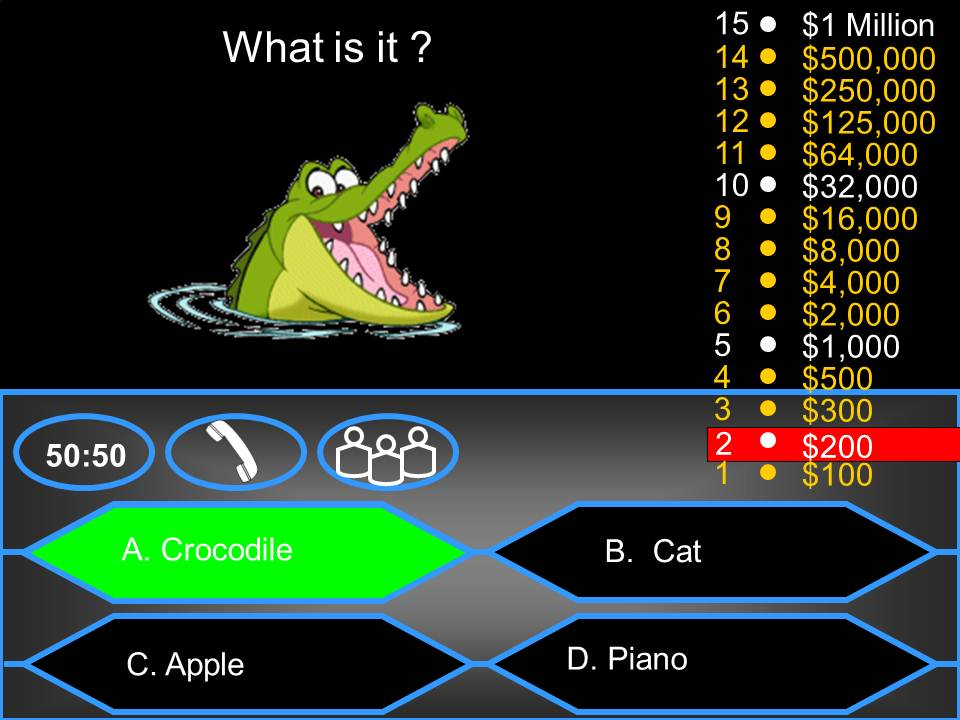 What is it ?
15 • $1 Million
14 • $500,000
13 • $250,000
12 • $125,000
11 • $64,000
10 • $32,000
9 • $16,000
8 • $8,000
7 • $4,000
6 • $2,000
5 • $1,000
4 • $500
3 • $300
2 • $200
1 • $100
50:50
A. Crocodile
B. Cat
C. Apple
D. Piano